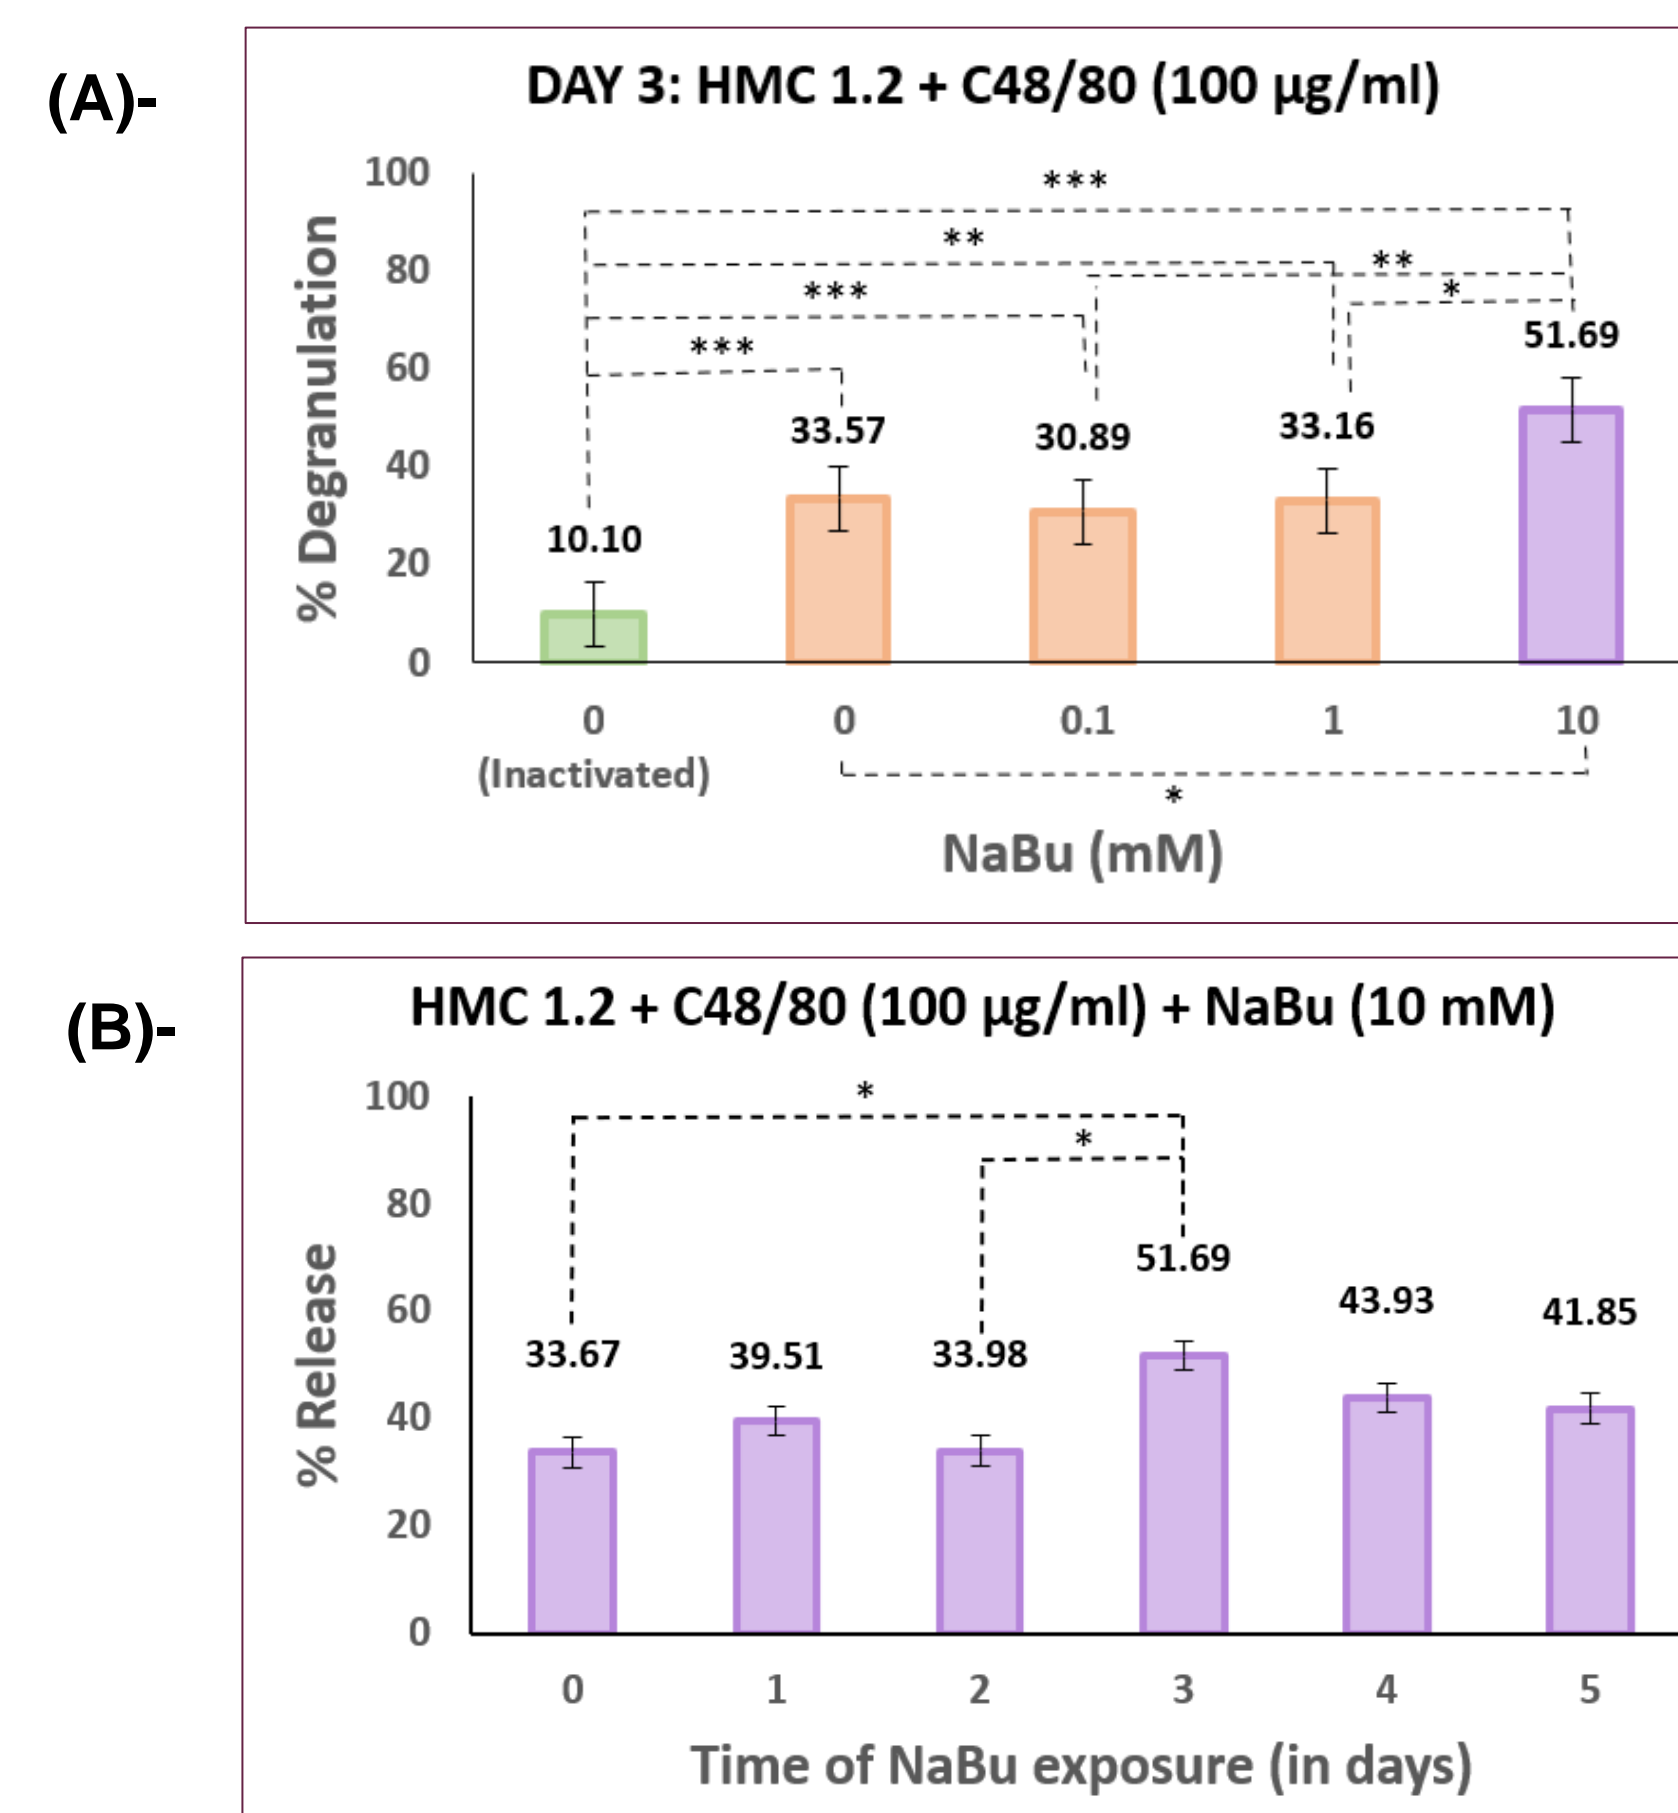 (A)-
DAY 3: HMC 1.2 + C48/80 (100 µg/ml)
% Degranulation
100
80
60
40
20
0
***
**
**
***
*
***
51.69
33.57
30.89
33.16
10.10
0 0 0.1 1 10
(Inactivated)
*
NaBu (mM)
(B)-
HMC 1.2 + C48/80 (100 µg/ml) + NaBu (10 mM)
% Release
100
80
60
40
20
0
*
*
51.69
43.93
41.85
33.67
39.51
33.98
0 1 2 3 4 5
Time of NaBu exposure (in days)